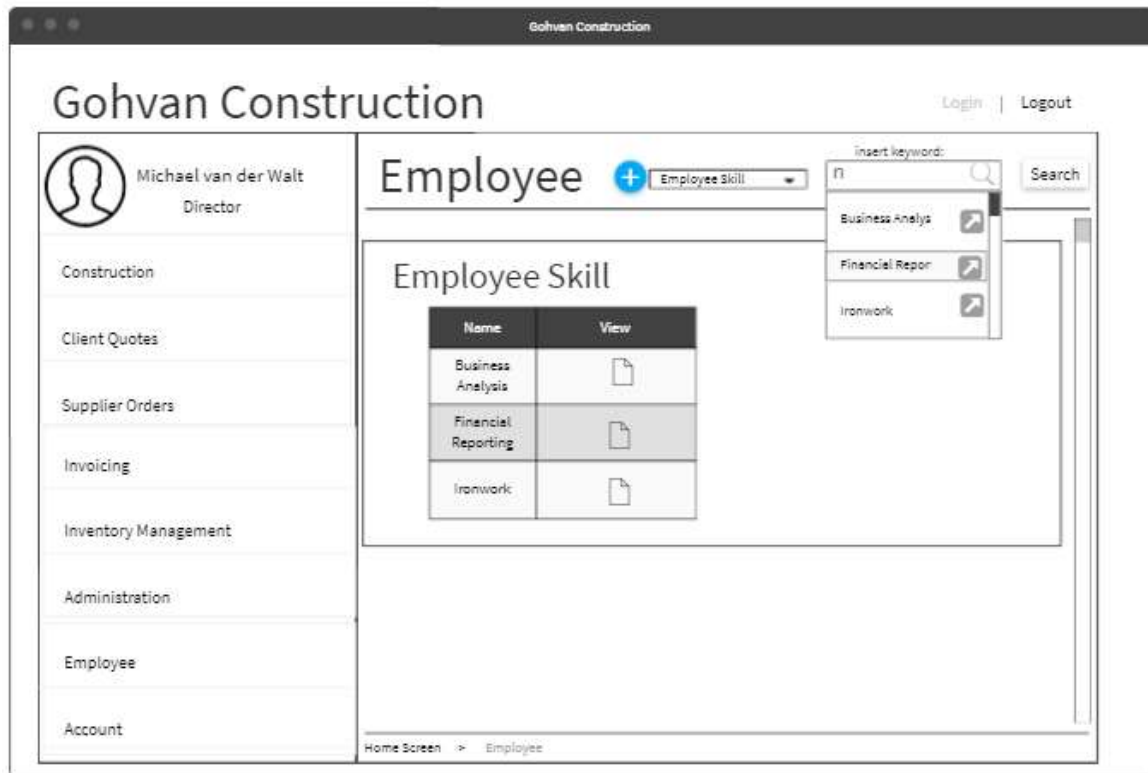 Gohvan Construction
Gohvan Construction
Login | Logout
Michael van der Walt
Director
Construction
Client Quotes
Supplier Orders
Invoicing
Inventory Management
Administration
Employee
Account
Employee
Employee Skill
insert keyword:
n
Search
Business Analys
Financial Repor
Ironwork
Employee Skill
Name View
Business
Analysis
Financial
Reporting
Ironwork
Home Screen > Employee